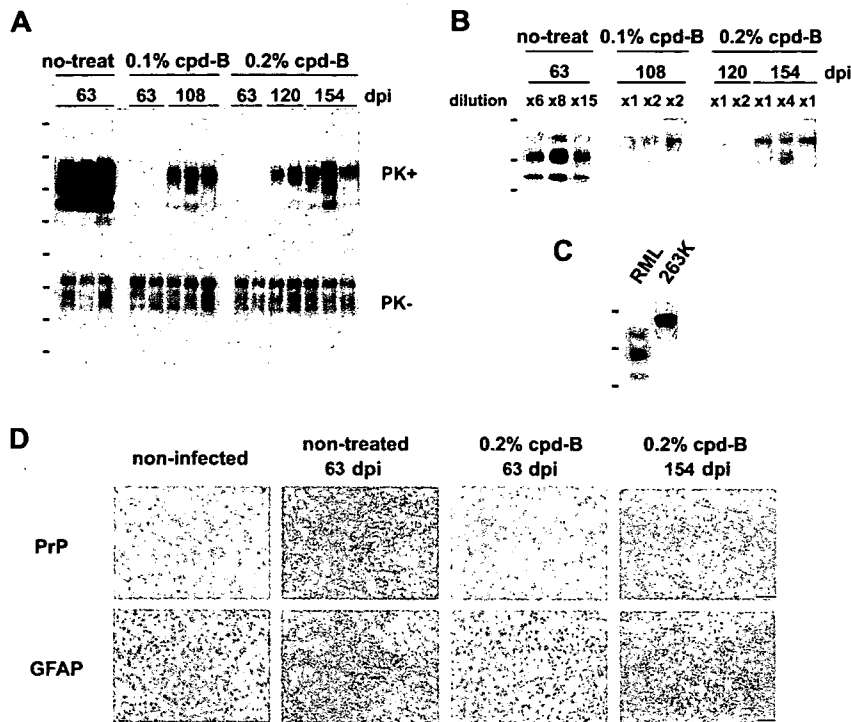 A
no-treat 0.1% cpd-B 0.2% cpd-B
63 63 108 63 120 154 dpi
PK+
PK-
B
no-treat 0.1% cpd-B 0.2% cpd-B
63 108 120 154 dpi
dilution x6 x8 x15 x1 x2 x2 x1 x2 x1 x4 x1
C
RML 263K
D
non-infected non-treated 63 dpi 0.2% cpd-B 63 dpi 0.2% cpd-B 154 dpi
PrP
GFAP